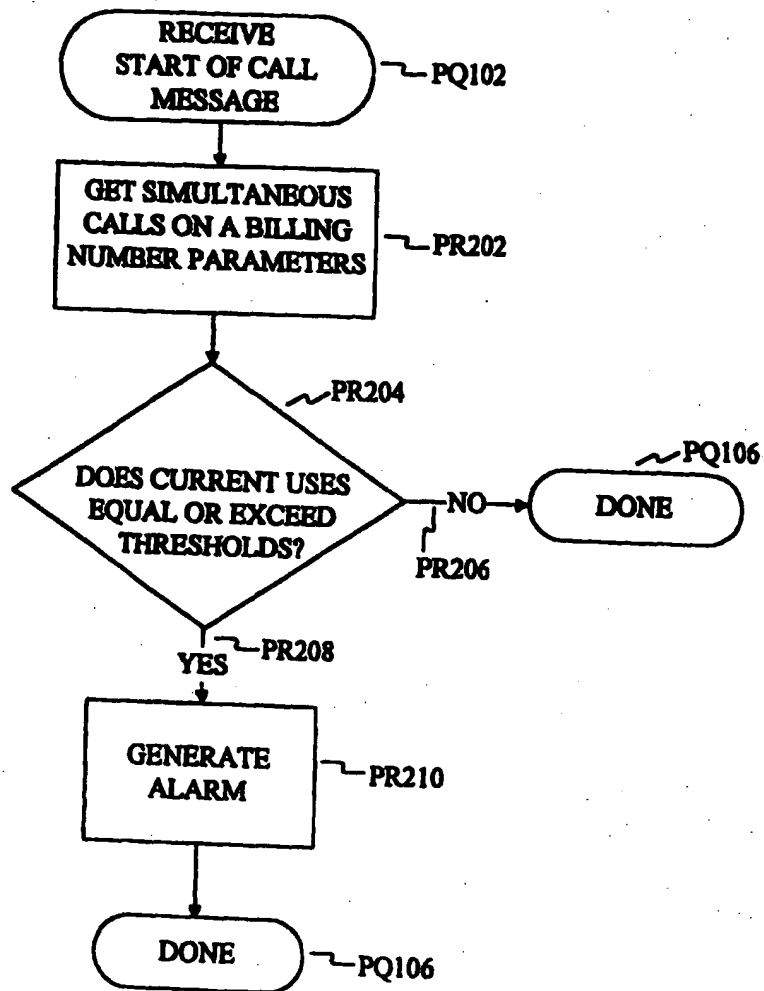 RECEIVE
START OF CALL
MESSAGE
PQ102
GET SIMULTANEOUS
CALLS ON A BILLING
NUMBER PARAMETERS
PR202
PR204
DOES CURRENT USES
EQUAL OR EXCEED
THRESHOLDS?
NO
PR206
PQ106
DONE
PR208
YES
GENERATE
ALARM
PR210
DONE
PQ106